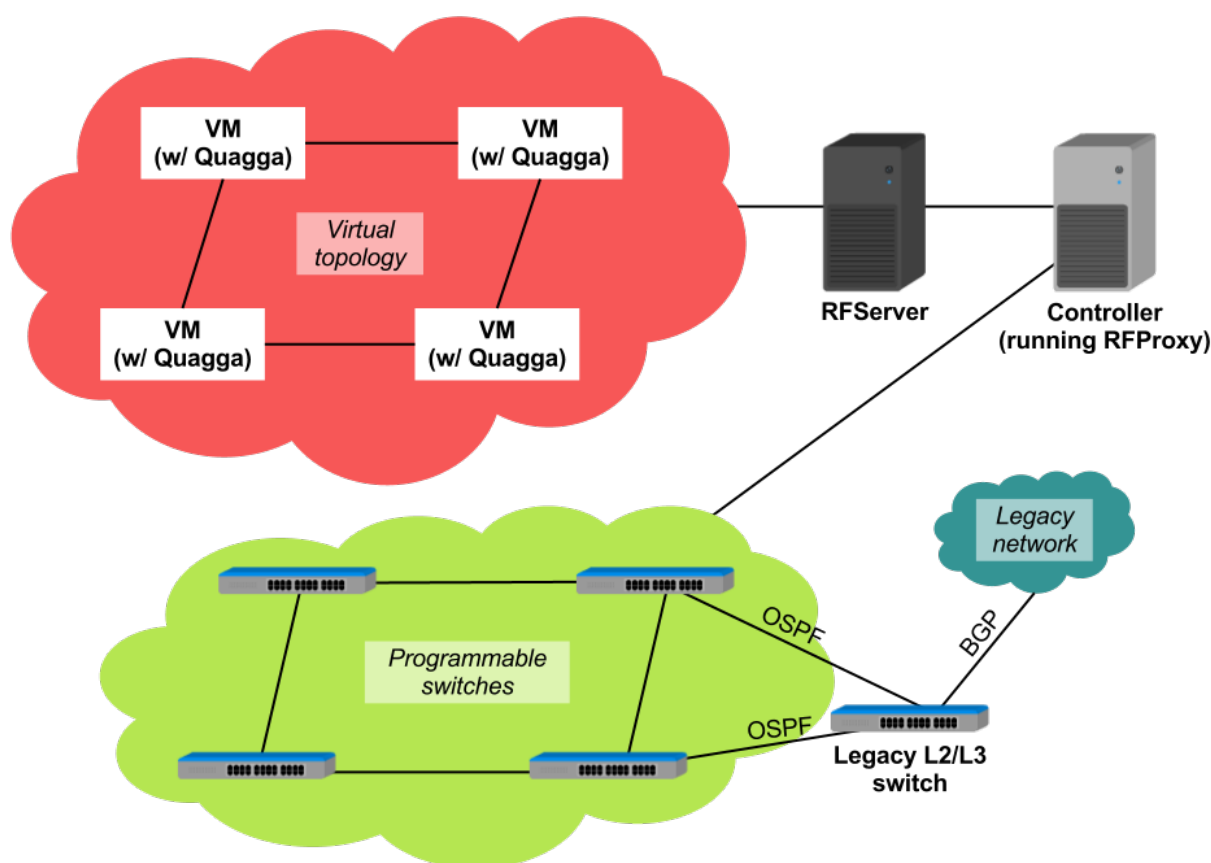 VM
(w/ Quagga)
VM
(w/ Quagga)
Virtual
topology
VM
(w/ Quagga)
VM
(w/ Quagga)
RFServer
Controller
(running RFProxy)
Legacy
network
OSPF
BGP
Programmable
switches
OSPF
Legacy L2/L3
switch